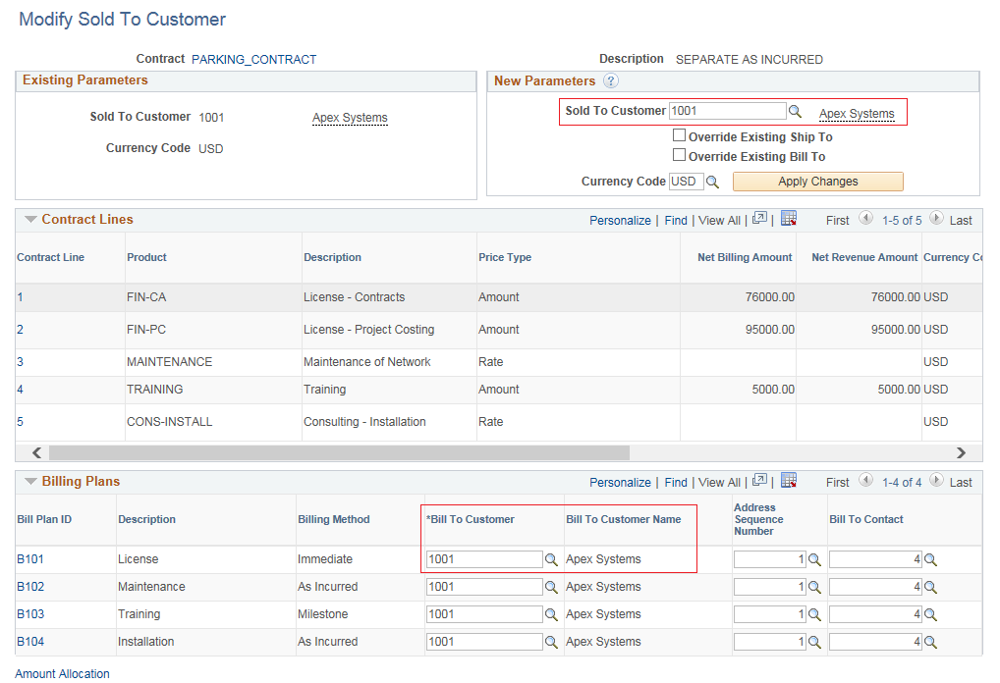 Modify Sold To Customer
Contract PARKING_CONTRACT Description SEPARATE AS INCURRED
Existing Parameters
Sold To Customer 1001 Apex Systems
Currency Code USD
New Parameters ?
Sold To Customer 1001 Apex Systems
Override Existing Ship To
Override Existing Bill To
Currency Code USD Apply Changes
Contract Lines Personalize | Find | View All | | First 1-5 of 5 Last
Contract Line Product Description Price Type Net Billing Amount Net Revenue Amount Currency Co
1 FIN-CA License - Contracts Amount 76000.00 76000.00 USD
2 FIN-PC License - Project Costing Amount 95000.00 95000.00 USD
3 MAINTENANCE Maintenance of Network Rate USD
4 TRAINING Training Amount 5000.00 5000.00 USD
5 CONS-INSTALL Consulting - Installation Rate USD
Billing Plans Personalize | Find | View All | | First 1-4 of 4 Last
Bill Plan ID Description Billing Method *Bill To Customer Bill To Customer Name Address Sequence Number Bill To Contact
B101 License Immediate 1001 Apex Systems 1 4
B102 Maintenance As Incurred 1001 Apex Systems 1 4
B103 Training Milestone 1001 Apex Systems 1 4
B104 Installation As Incurred 1001 Apex Systems 1 4
Amount Allocation